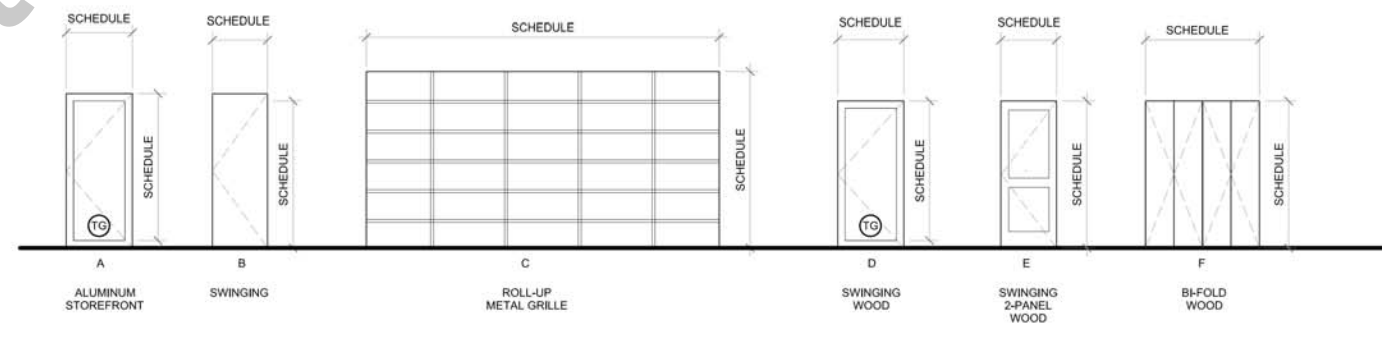 SCHEDULE
SCHEDULE
SCHEDULE
SCHEDULE
SCHEDULE
SCHEDULE
SCHEDULE
SCHEDULE
SCHEDULE
SCHEDULE
SCHEDULE
SCHEDULE
TG
TG
A
B
C
D
E
F
ALUMINUM
STOREFRONT
SWINGING
ROLL-UP
METAL GRILLE
SWINGING
WOOD
SWINGING
2-PANEL
WOOD
BI-FOLD
WOOD